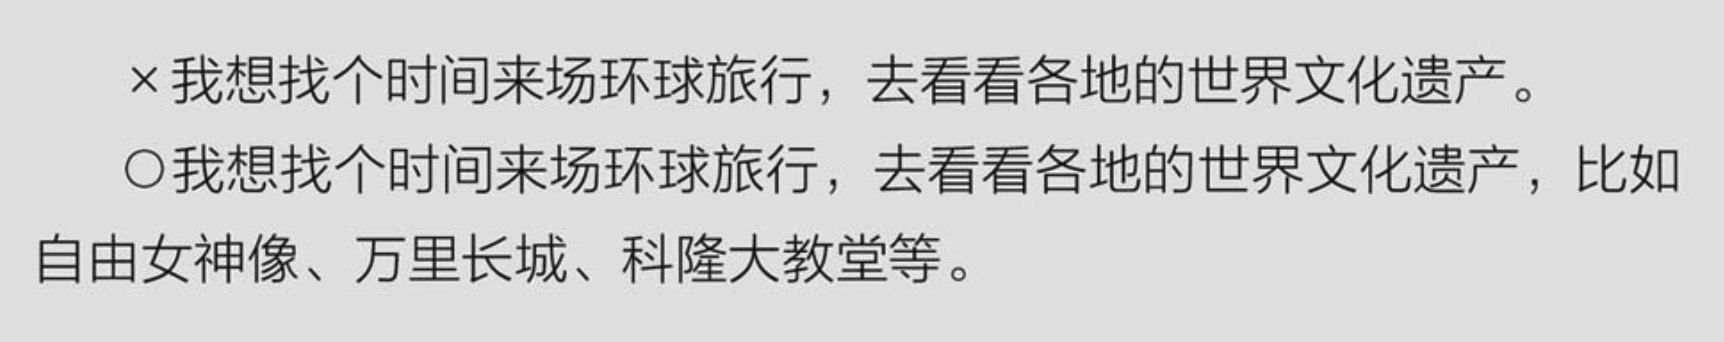 ×我想找个时间来场环球旅行，去看看各地的世界文化遗产。
○我想找个时间来场环球旅行，去看看各地的世界文化遗产，比如
自由女神像、万里长城、科隆大教堂等。